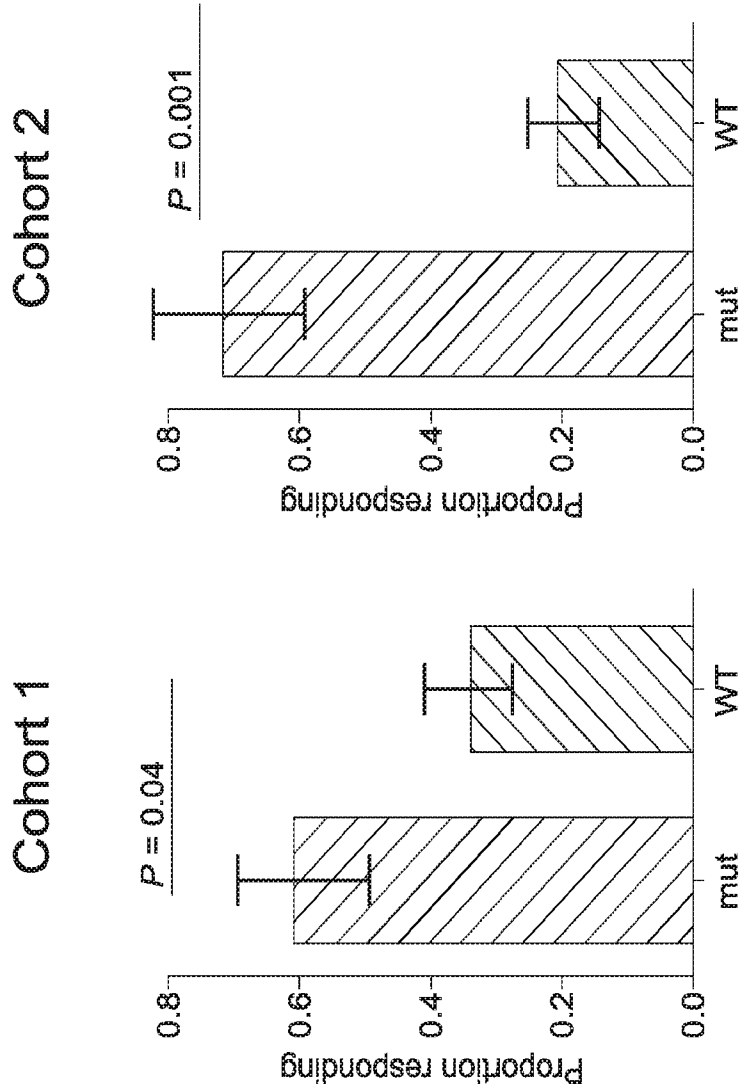 Cohort 1
P = 0.04
Proportion responding
0.8
0.6
0.4
0.2
0.0
mut
WT
Cohort 2
P = 0.001
Proportion responding
0.8
0.6
0.4
0.2
0.0
mut
WT